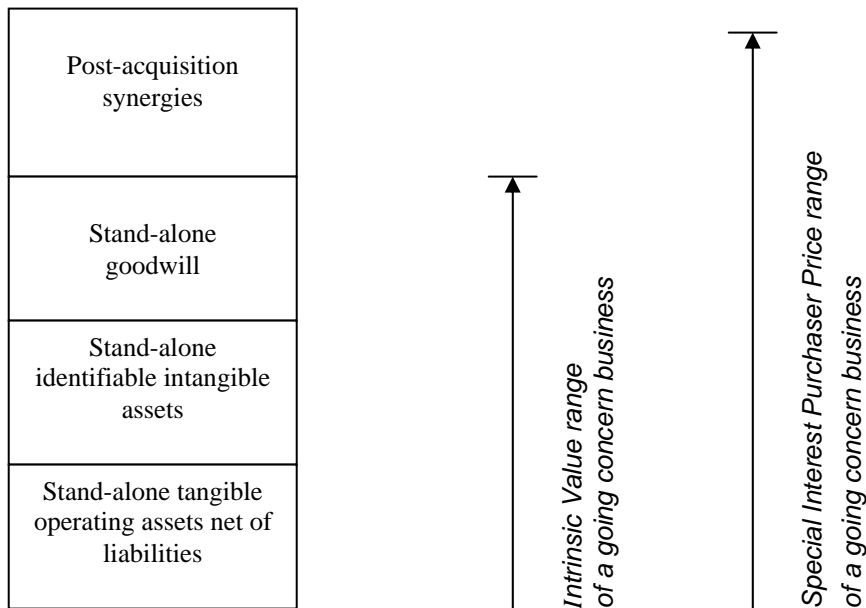 Post-acquisition
synergies
Stand-alone
goodwill
Stand-alone
identifiable intangible
assets
Stand-alone tangible
operating assets net of
liabilities
Intrinsic Value range
of a going concern business
Special Interest Purchaser Price range
of a going concern business